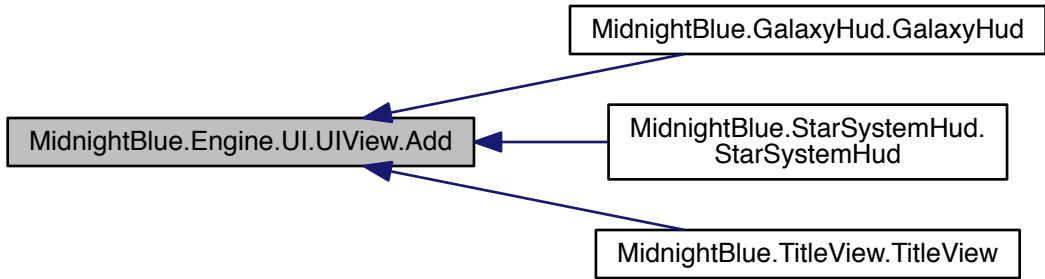 MidnightBlue.Engine.UI.UIView.Add
MidnightBlue.GalaxyHud.GalaxyHud
MidnightBlue.StarSystemHud.
StarSystemHud
MidnightBlue.TitleView.TitleView